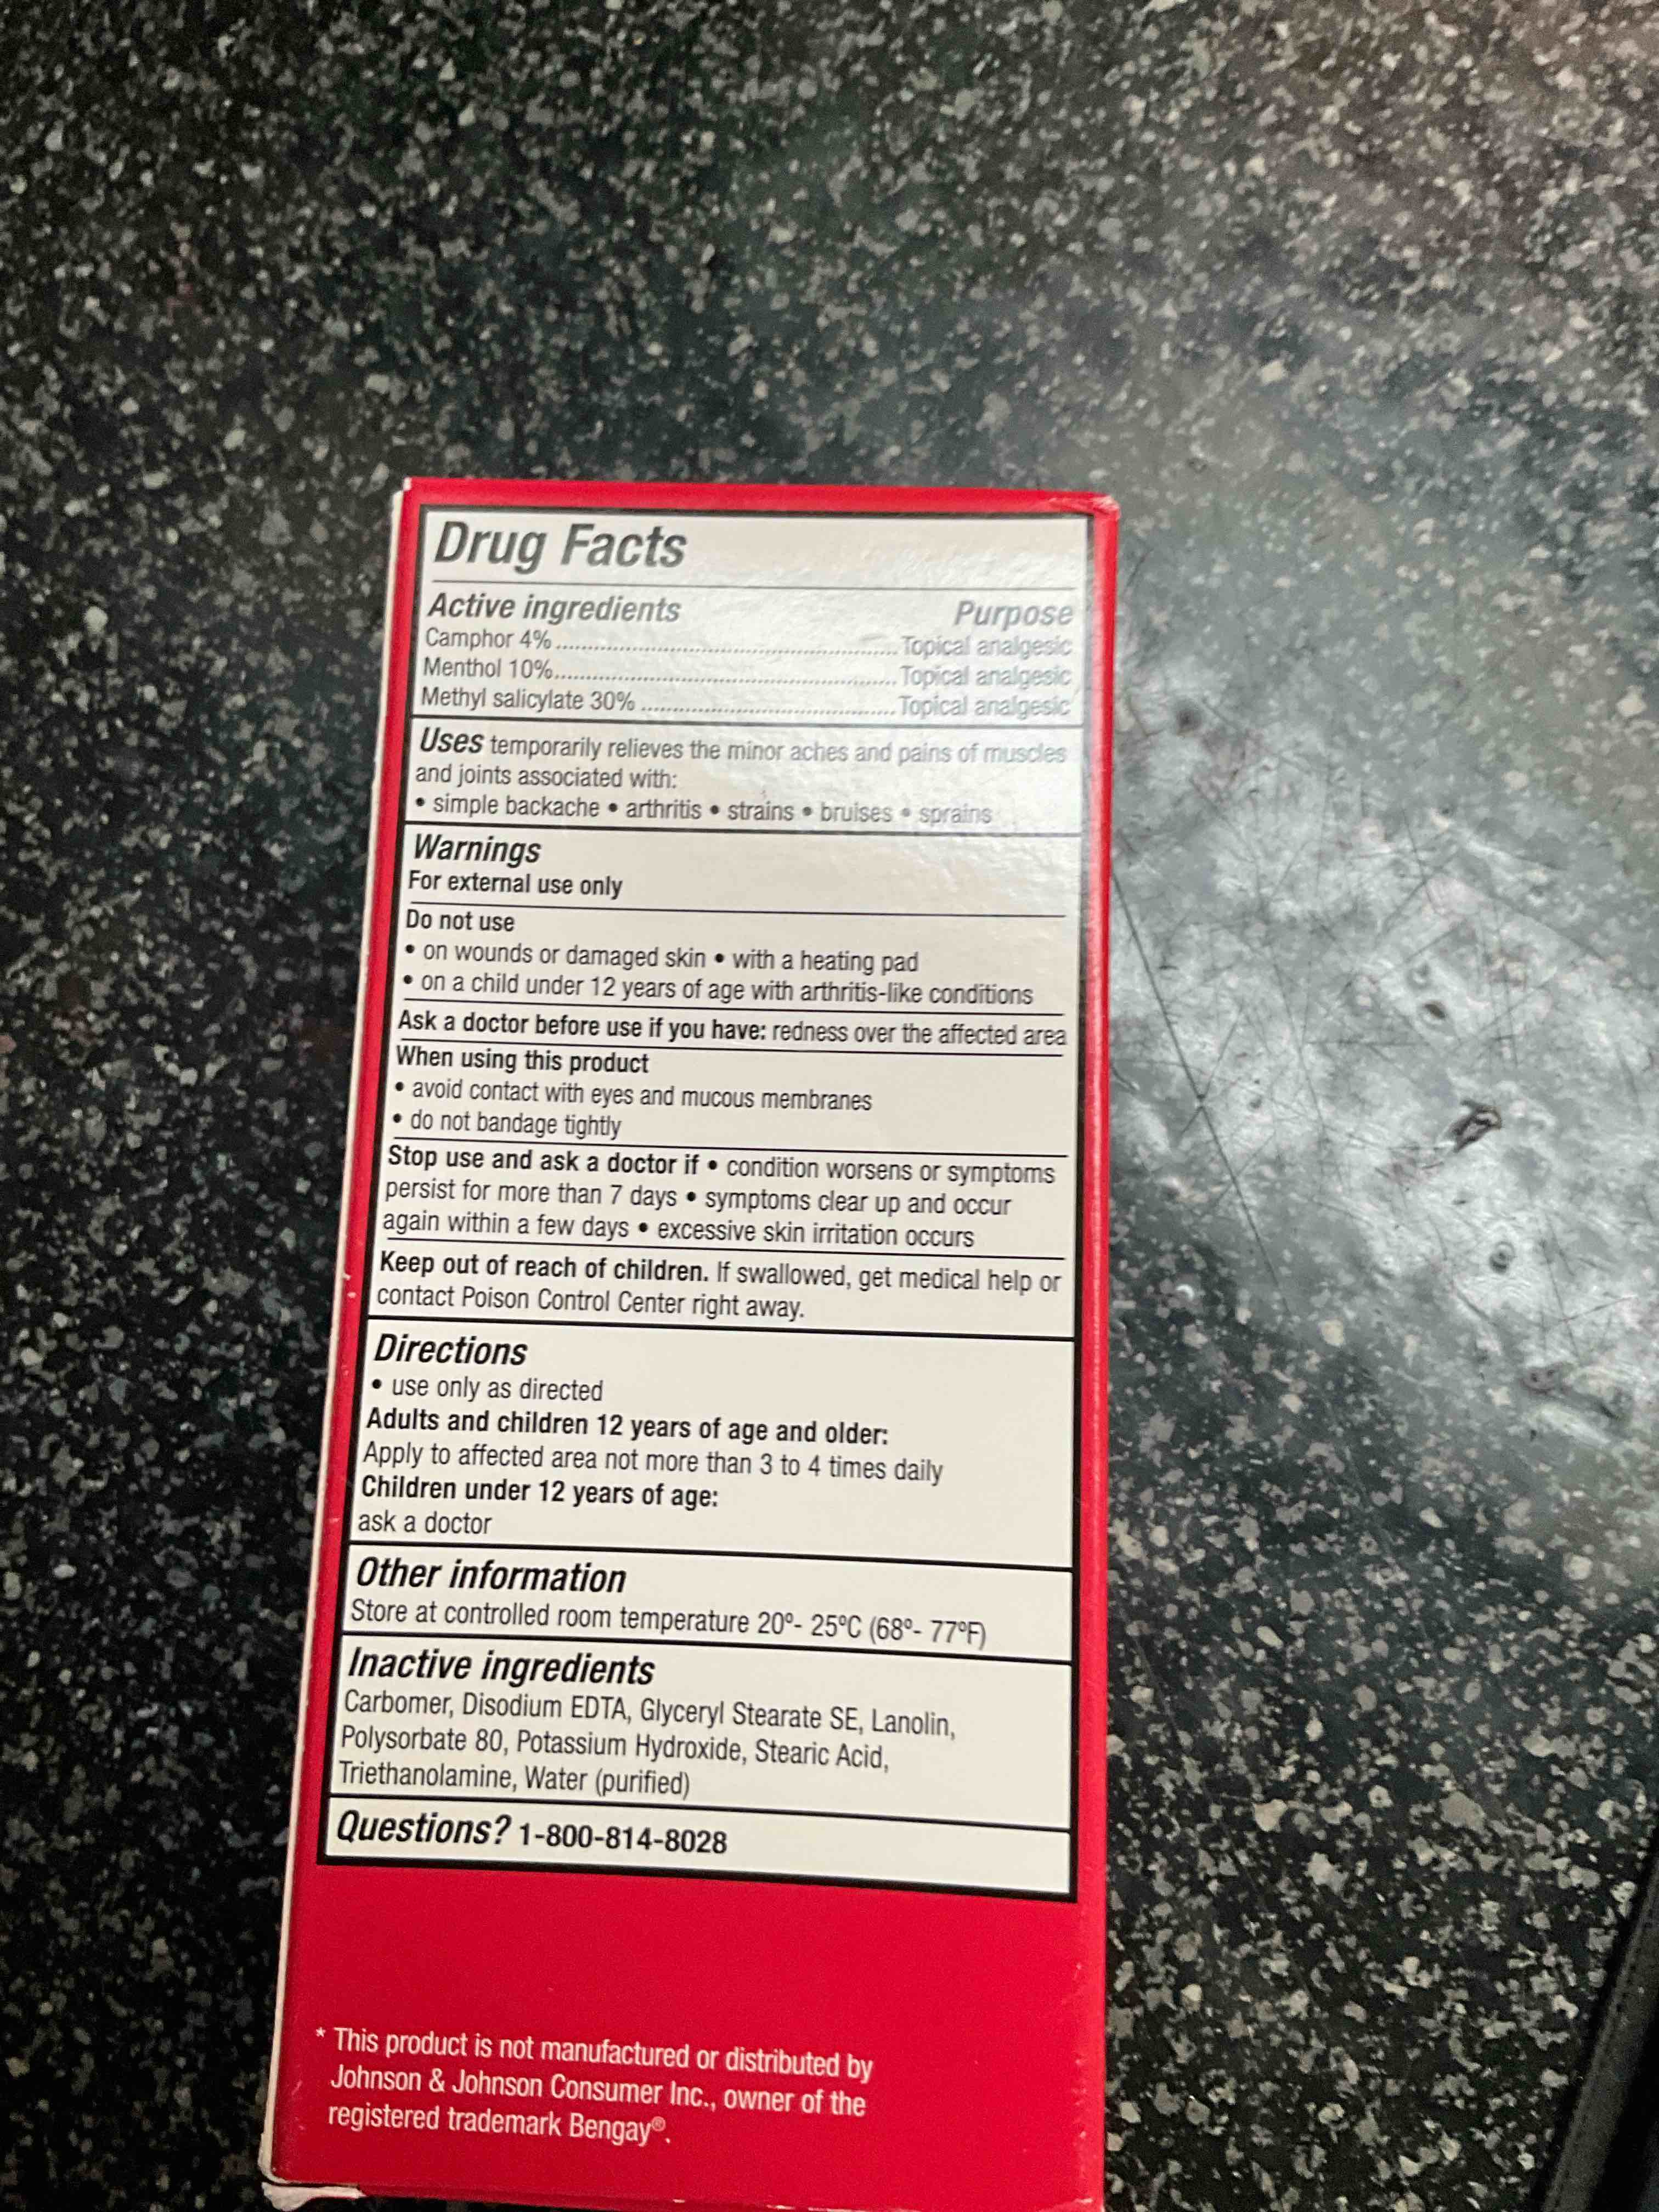 Drug Facts
Active ingredients Purpose
Camphor 4% .................................................... Topical analgesic
Menthol 10%.................................................... Topical analgesic
Methyl salicylate 30% ...................................... Topical analgesic
Uses temporarily relieves the minor aches and pains of muscles
and joints associated with:
• simple backache • arthritis • strains • bruises • sprains
Warnings
For external use only
Do not use
• on wounds or damaged skin • with a heating pad
• on a child under 12 years of age with arthritis-like conditions
Ask a doctor before use if you have: redness over the affected area
When using this product
• avoid contact with eyes and mucous membranes
• do not bandage tightly
Stop use and ask a doctor if • condition worsens or symptoms
persist for more than 7 days • symptoms clear up and occur
again within a few days • excessive skin irritation occurs
Keep out of reach of children. If swallowed, get medical help or
contact Poison Control Center right away.
Directions
• use only as directed
Adults and children 12 years of age and older:
Apply to affected area not more than 3 to 4 times daily
Children under 12 years of age:
ask a doctor
Other information
Store at controlled room temperature 20º- 25ºC (68º- 77ºF)
Inactive ingredients
Carbomer, Disodium EDTA, Glyceryl Stearate SE, Lanolin,
Polysorbate 80, Potassium Hydroxide, Stearic Acid,
Triethanolamine, Water (purified)
Questions? 1-800-814-8028
* This product is not manufactured or distributed by
Johnson & Johnson Consumer Inc., owner of the
registered trademark Bengay®.